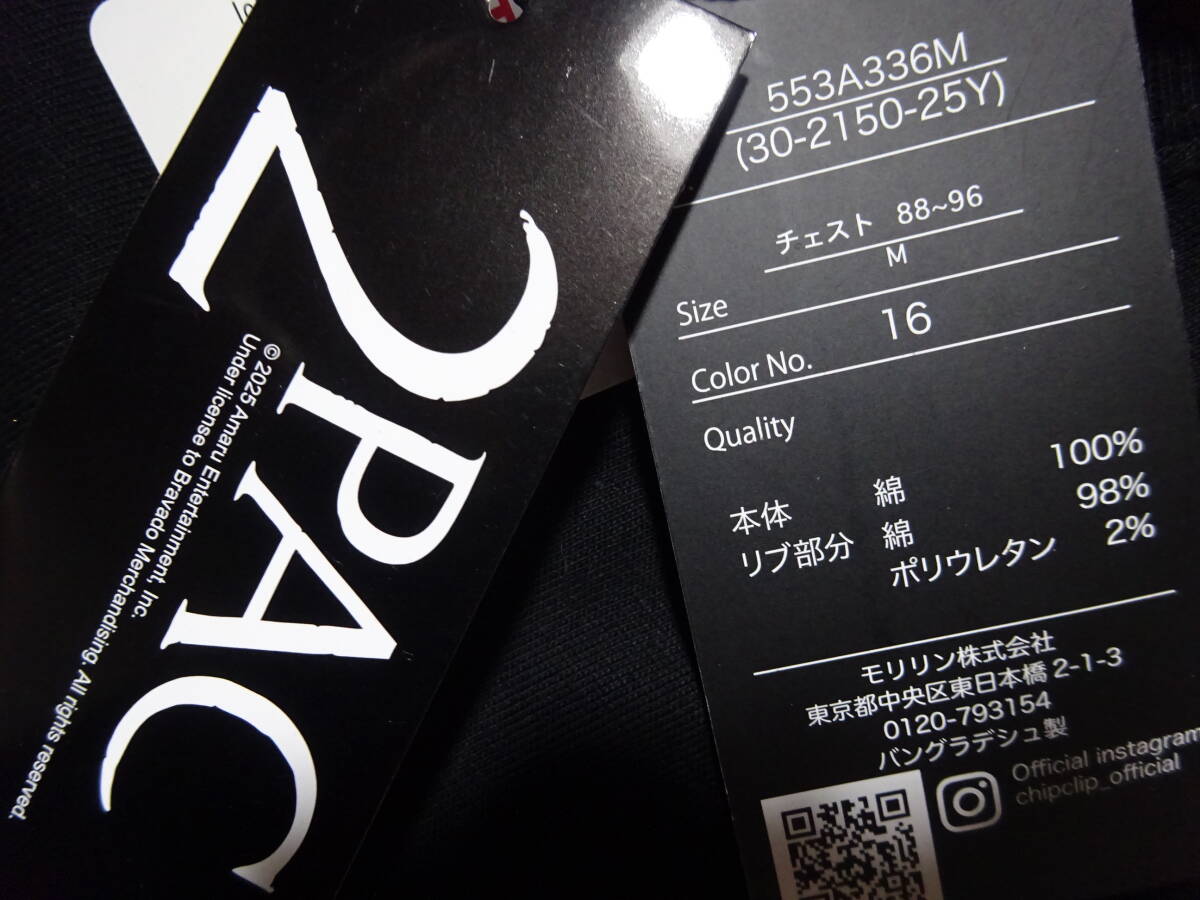 2PAC
© 2025 Amaru Entertainment, Inc.
Under license to Bravado Merchandising. All rights reserved.
553A336M
(30-2150-25Y)
チェスト 88~96
M
Size
16
Color No.
Quality
本体 綿 100%
リブ部分 綿 98%
ポリウレタン 2%
モリリン株式会社
東京都中央区東日本橋2-1-3
0120-793154
バングラデシュ製
Official instagram
chipclip_official